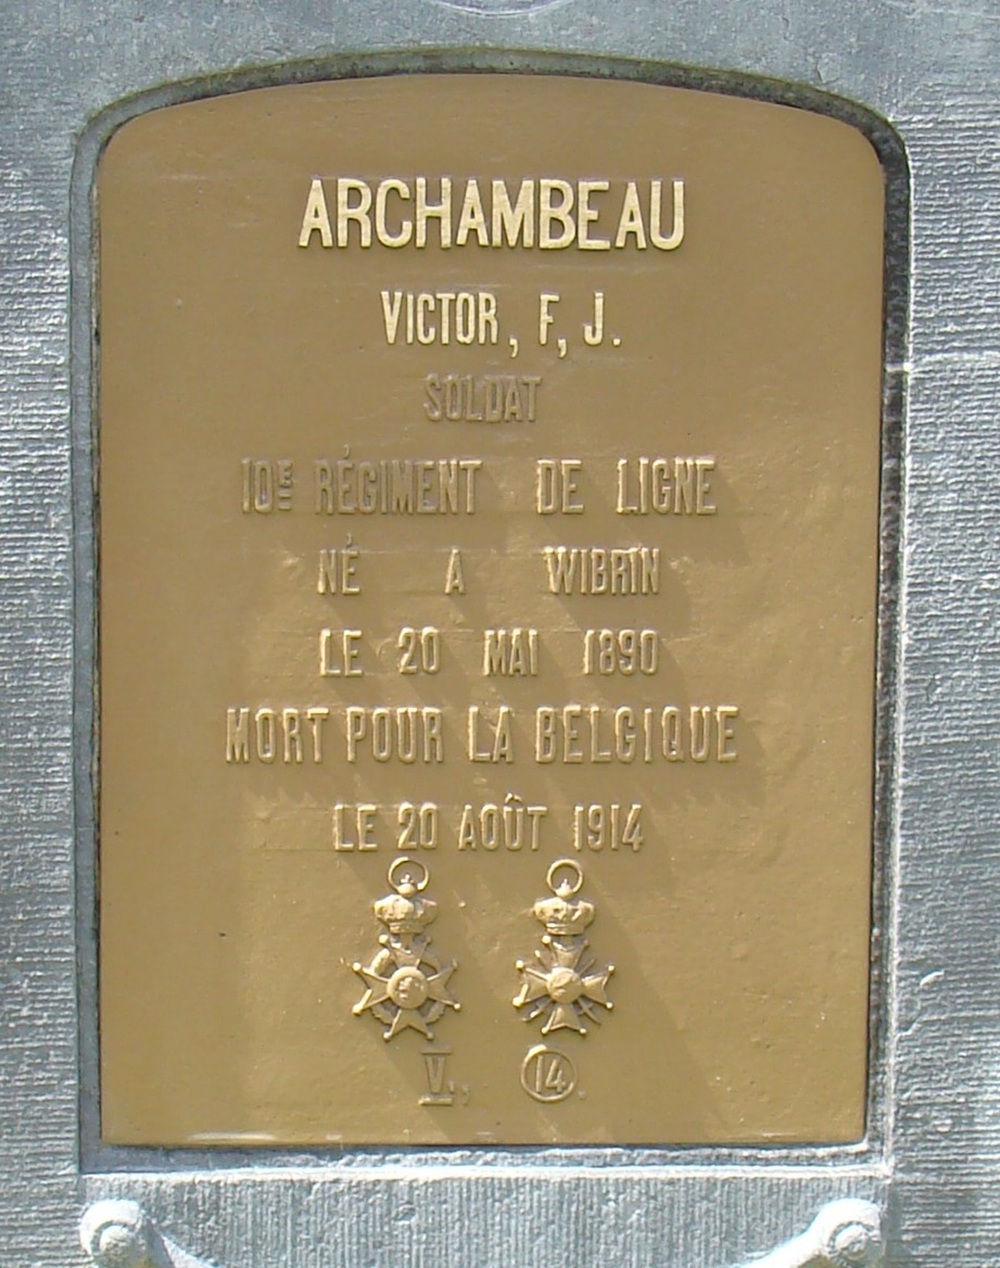 ARCHAMBEAU
VICTOR, F, J.
SOLDAT
10E RÉGIMENT DE LIGNE
NÉ A WIBRIN
LE 20 MAI 1890
MORT POUR LA BELGIQUE
LE 20 AOÛT 1914
V., 14.